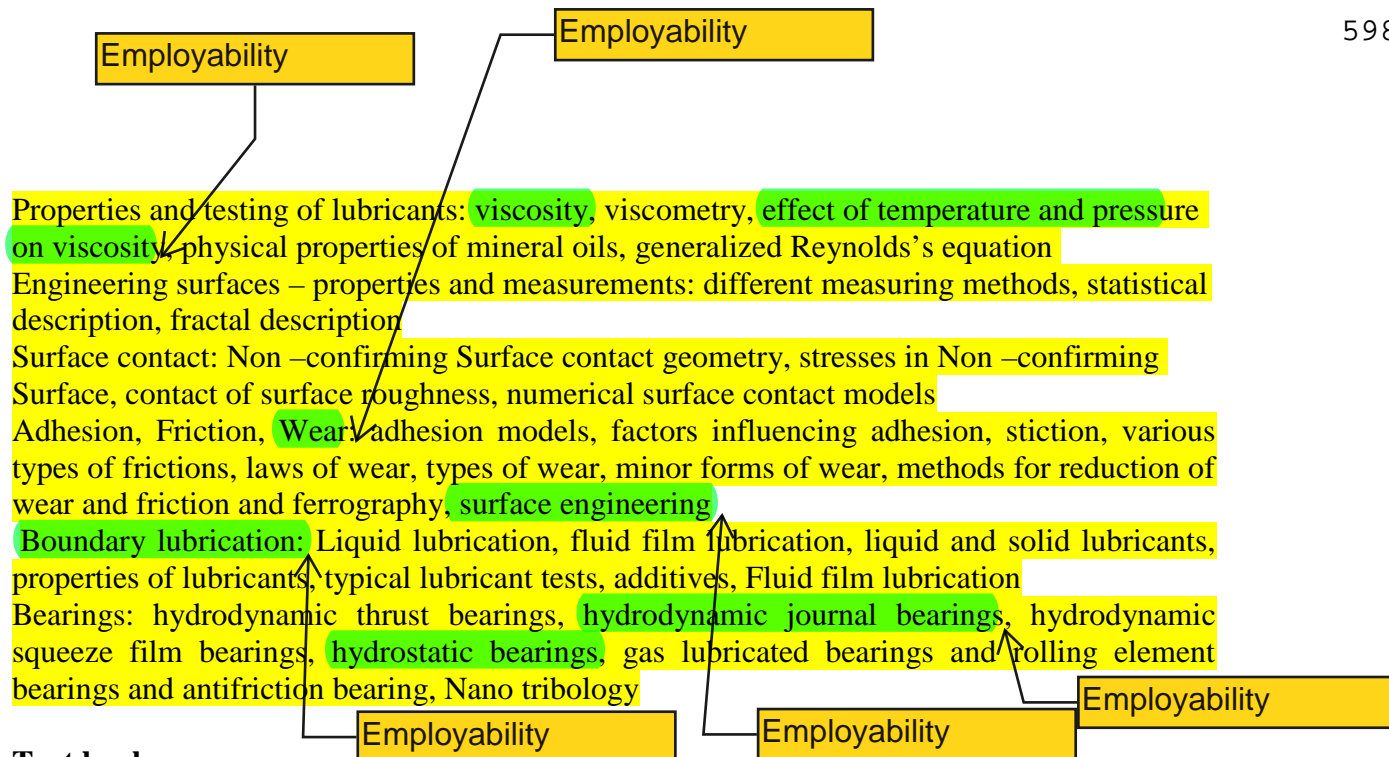 Employability
Employability
598
Properties and testing of lubricants: viscosity, viscometry, effect of temperature and pressure
on viscosity, physical properties of mineral oils, generalized Reynolds's equation
Engineering surfaces – properties and measurements: different measuring methods, statistical
description, fractal description
Surface contact: Non –confirming Surface contact geometry, stresses in Non –confirming
Surface, contact of surface roughness, numerical surface contact models
Adhesion, Friction, Wear: adhesion models, factors influencing adhesion, stiction, various
types of frictions, laws of wear, types of wear, minor forms of wear, methods for reduction of
wear and friction and ferrography, surface engineering
Boundary lubrication: Liquid lubrication, fluid film lubrication, liquid and solid lubricants,
properties of lubricants, typical lubricant tests, additives, Fluid film lubrication
Bearings: hydrodynamic thrust bearings, hydrodynamic journal bearings, hydrodynamic
squeeze film bearings, hydrostatic bearings, gas lubricated bearings and rolling element
bearings and antifriction bearing, Nano tribology
Employability
Employability
Employability